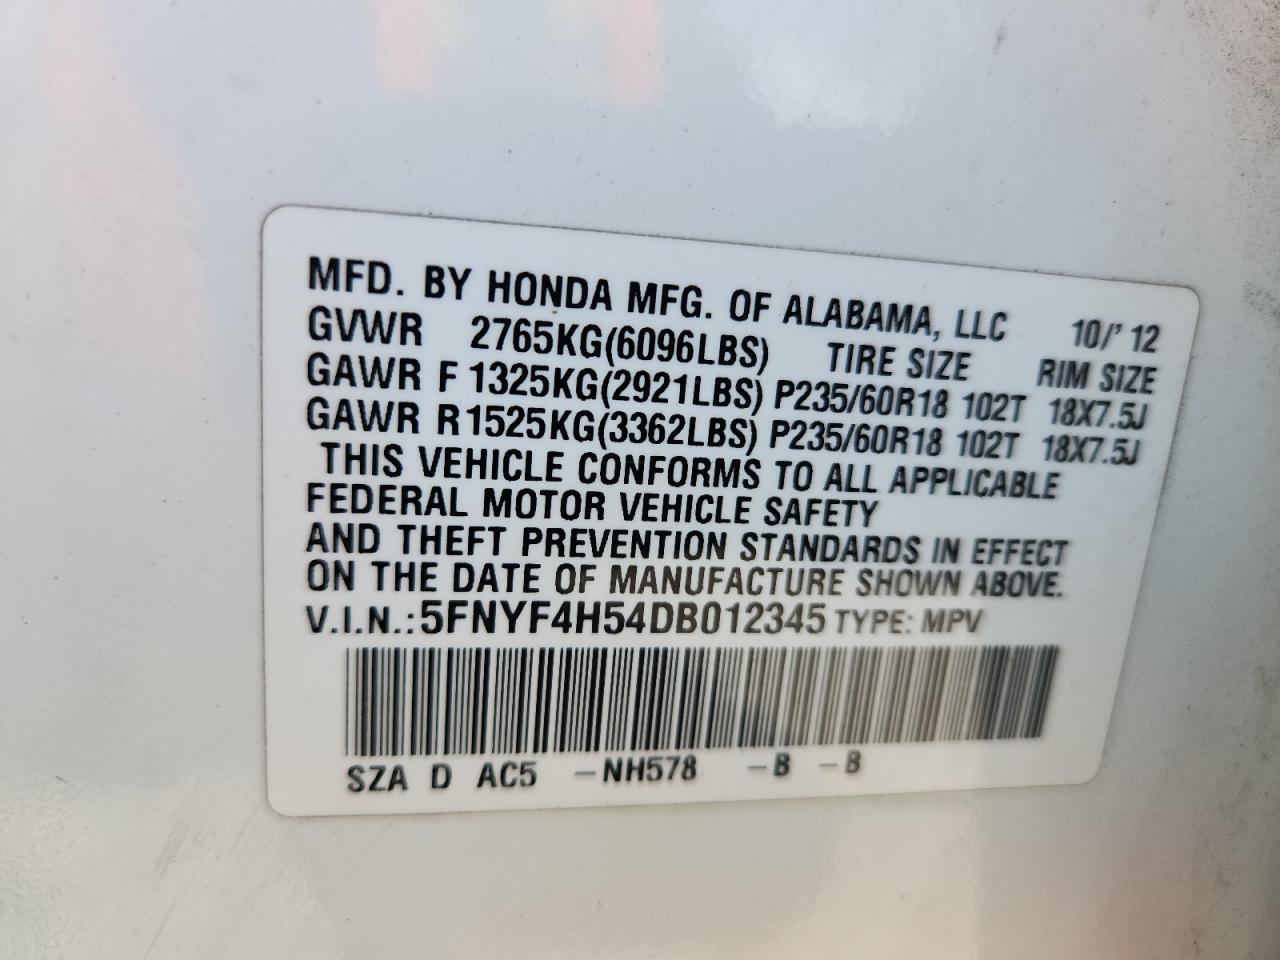 MFD. BY HONDA MFG. OF ALABAMA, LLC 10/'12
GVWR 2765KG(6096LBS) TIRE SIZE RIM SIZE
GAWR F 1325KG(2921LBS) P235/60R18 102T 18X7.5J
GAWR R 1525KG(3362LBS) P235/60R18 102T 18X7.5J
THIS VEHICLE CONFORMS TO ALL APPLICABLE
FEDERAL MOTOR VEHICLE SAFETY
AND THEFT PREVENTION STANDARDS IN EFFECT
ON THE DATE OF MANUFACTURE SHOWN ABOVE.
V.I.N.:5FNYF4H54DB012345 TYPE: MPV
SZA D AC5 -NH578 -B -B